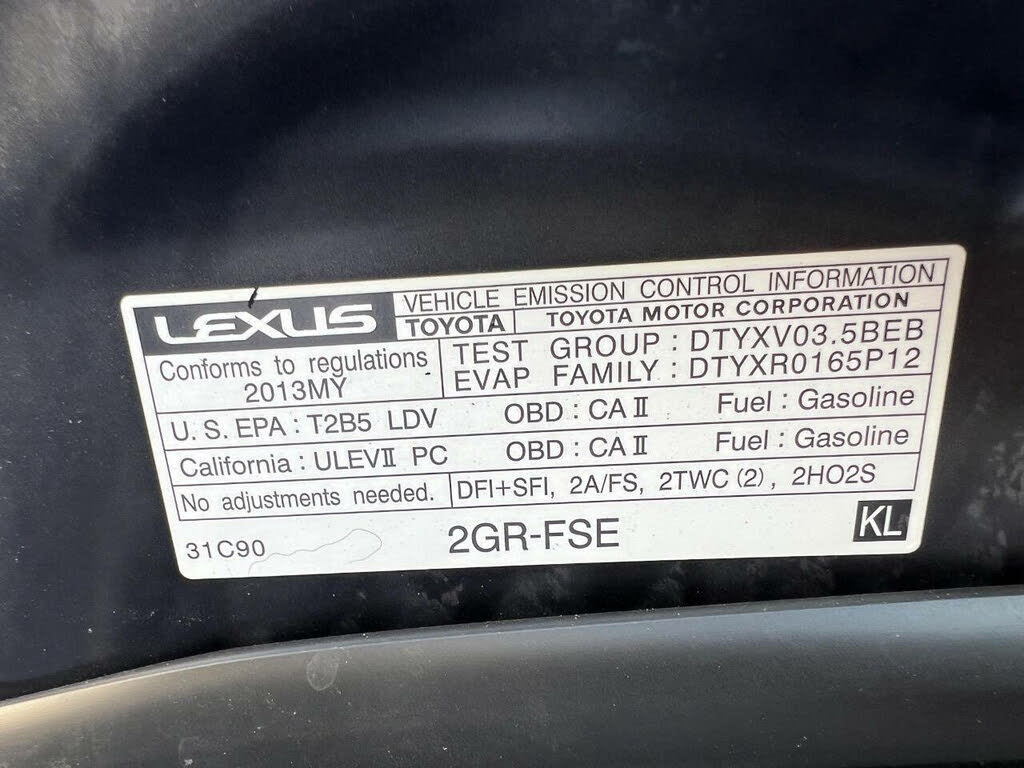 LEXUS VEHICLE EMISSION CONTROL INFORMATION
TOYOTA TOYOTA MOTOR CORPORATION
Conforms to regulations
2013MY
TEST GROUP : DTYXV03.5BEB
EVAP FAMILY : DTYXR0165P12
U. S. EPA : T2B5 LDV OBD : CA II Fuel : Gasoline
California : ULEVII PC OBD : CA II Fuel : Gasoline
No adjustments needed. DFI+SFI, 2A/FS, 2TWC (2), 2HO2S
31C90 2GR-FSE KL